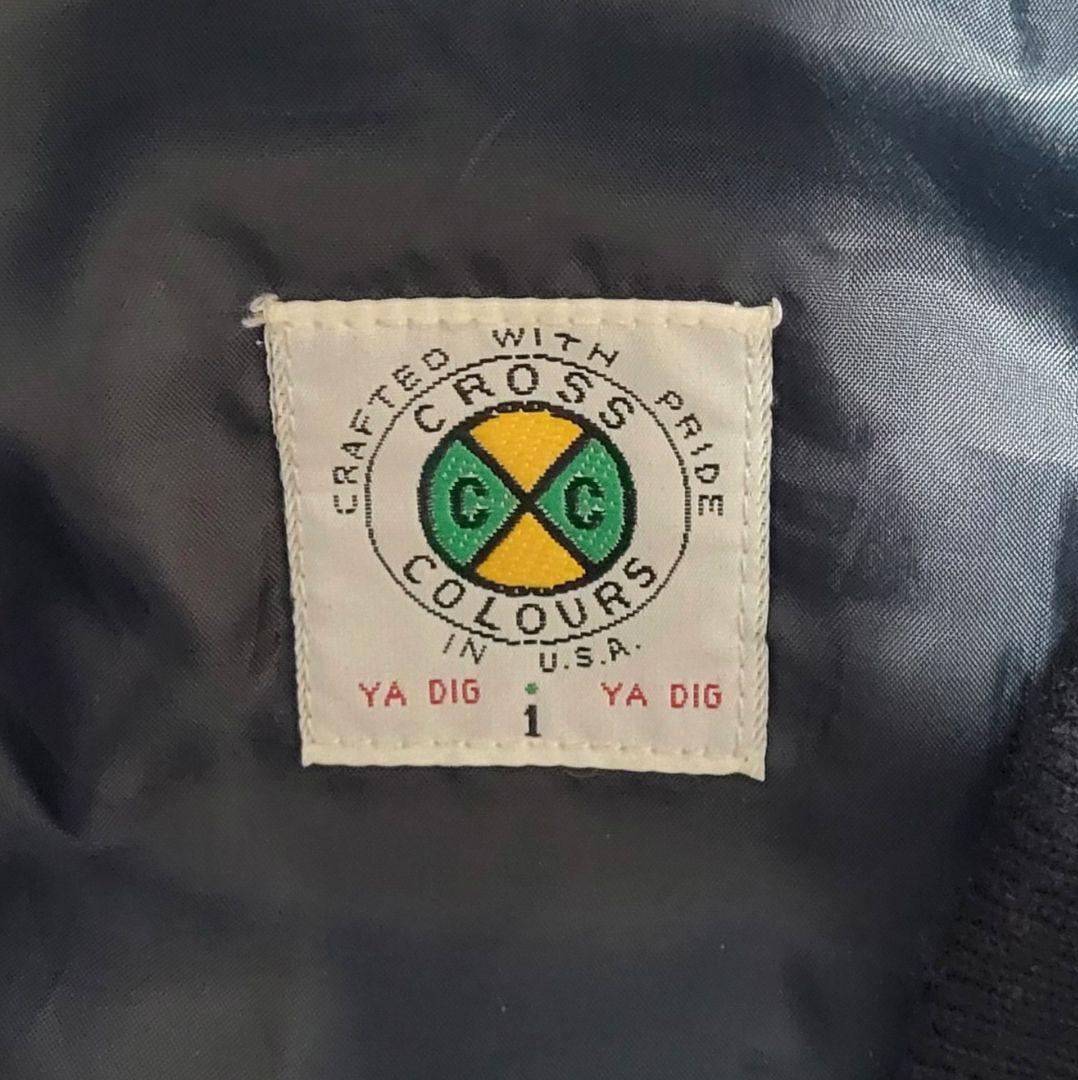 CRAFTED WITH PRIDE
CROSS
C C
COLOURS
IN U.S.A.
YA DIG YA DIG
1